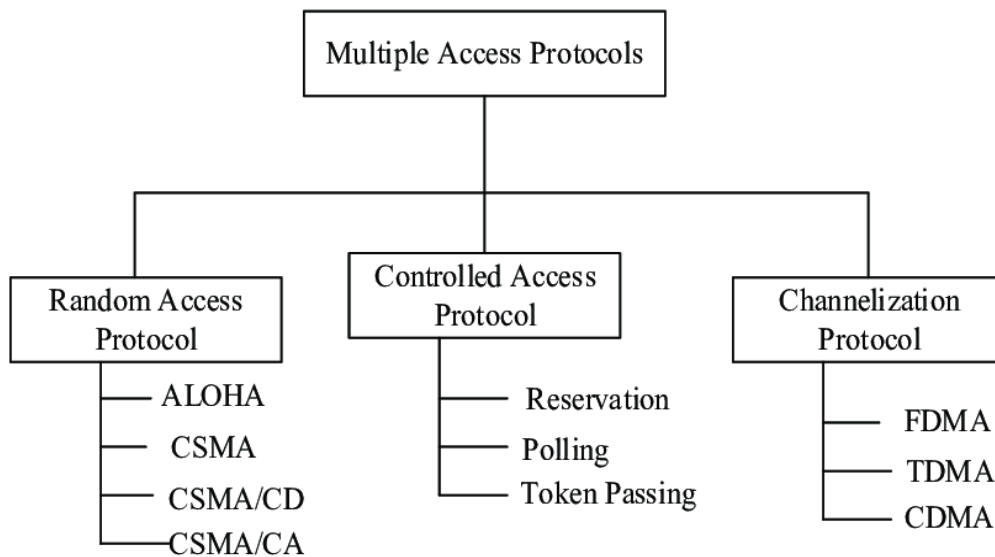 Multiple Access Protocols
Random Access
Protocol
ALOHA
CSMA
CSMA/CD
CSMA/CA
Controlled Access
Protocol
Reservation
Polling
Token Passing
Channelization
Protocol
FDMA
TDMA
CDMA